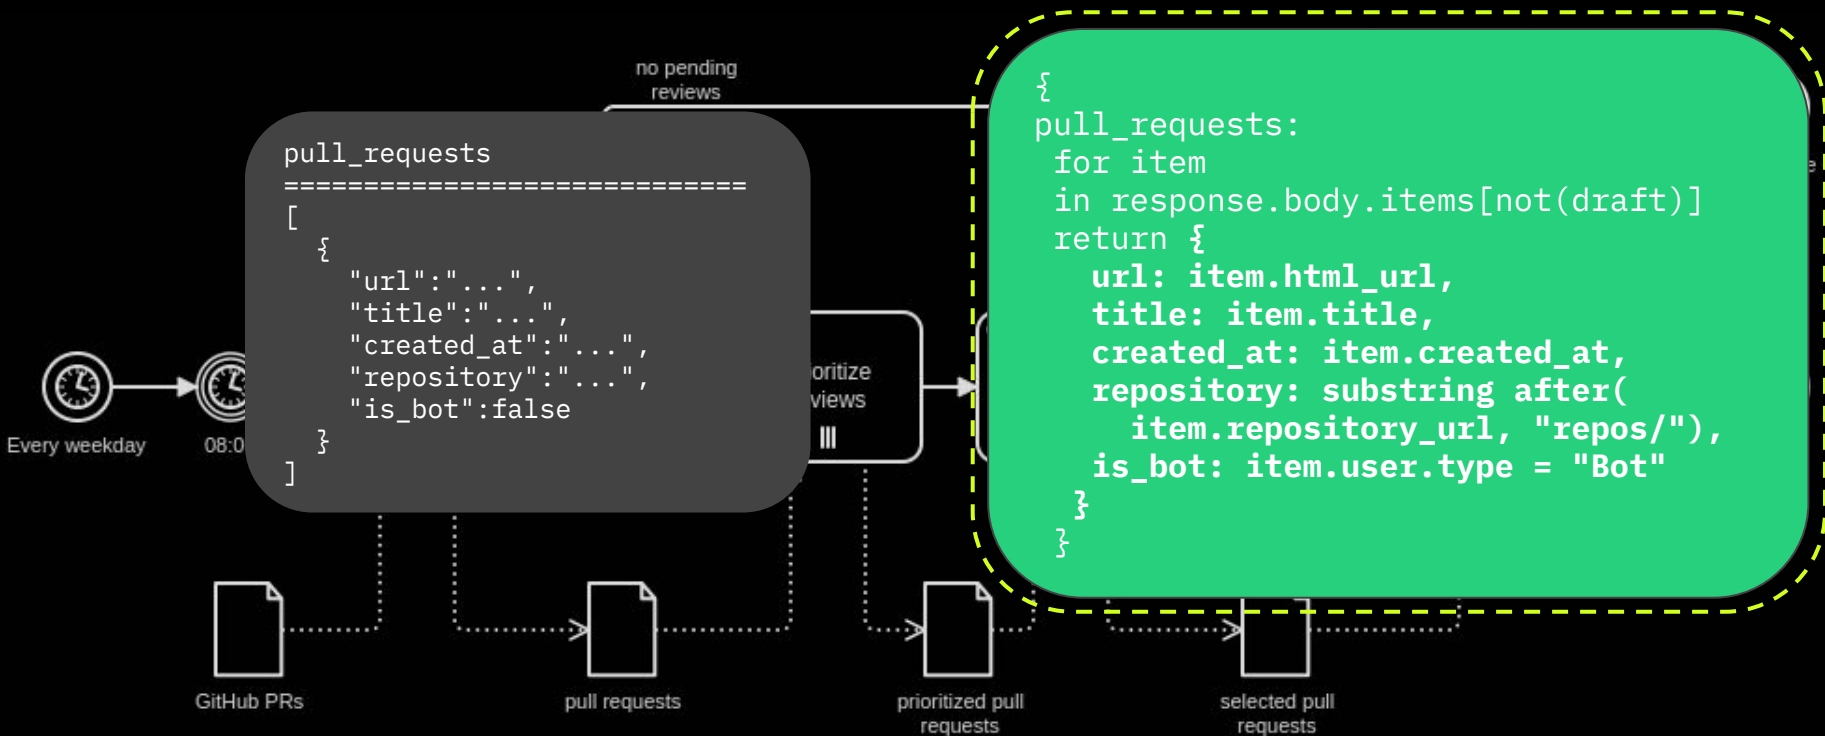 no pending
reviews
pull_requests
=============================
[
{
"url":"...",
"title":"...",
"created_at":"...",
"repository":"...",
"is_bot":false
}
]
{
pull_requests:
for item
in response.body.items[not(draft)]
return {
url: item.html_url,
title: item.title,
created_at: item.created_at,
repository: substring after(
item.repository_url, "repos/"),
is_bot: item.user.type = "Bot"
}
}
Every weekday
08:0
oritize
views
GitHub PRs
pull requests
prioritized pull
requests
selected pull
requests